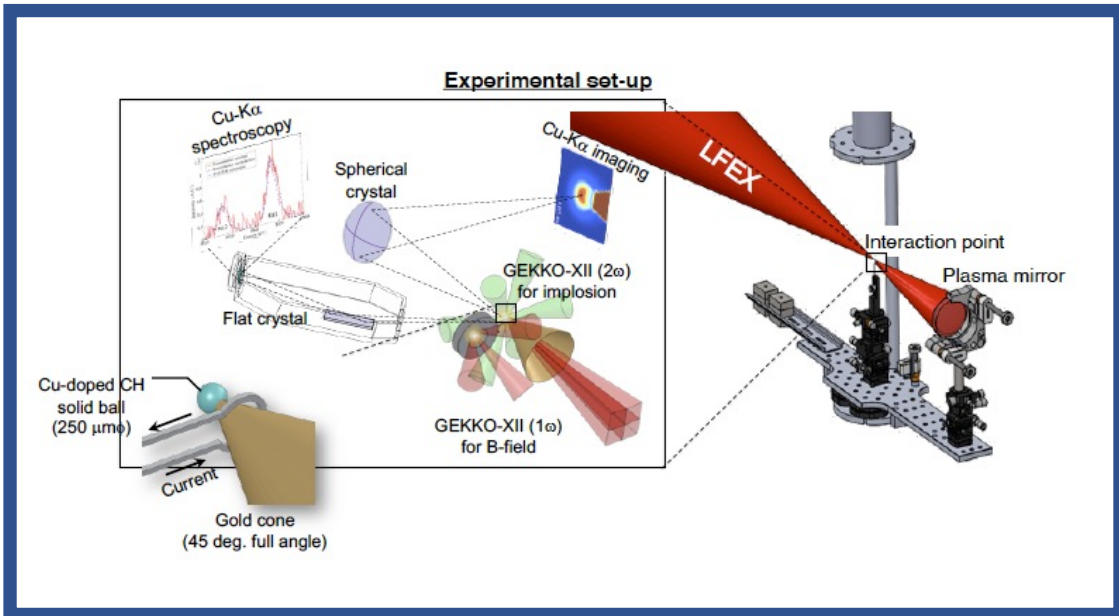 Experimental set-up
Cu-Kα
spectroscopy
Spherical
crystal
Cu-Kα imaging
LFEX
Interaction point
Plasma mirror
GEKKO-XII (2ω)
for implosion
Flat crystal
Cu-doped CH
solid ball
(250 μmφ)
GEKKO-XII (1ω)
for B-field
Current
Gold cone
(45 deg. full angle)